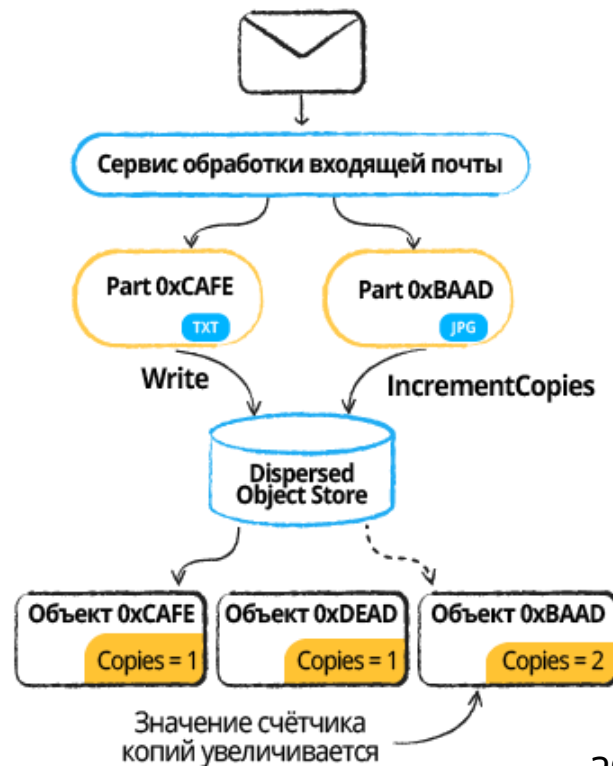 Сервис обработки входящей почты
Part 0xCAFE
TXT
Part 0xBAAD
JPG
Write
IncrementCopies
Dispersed
Object Store
Объект 0xCAFE
Copies = 1
Объект 0xDEAD
Copies = 1
Объект 0xBAAD
Copies = 2
Значение счётчика
копий увеличивается